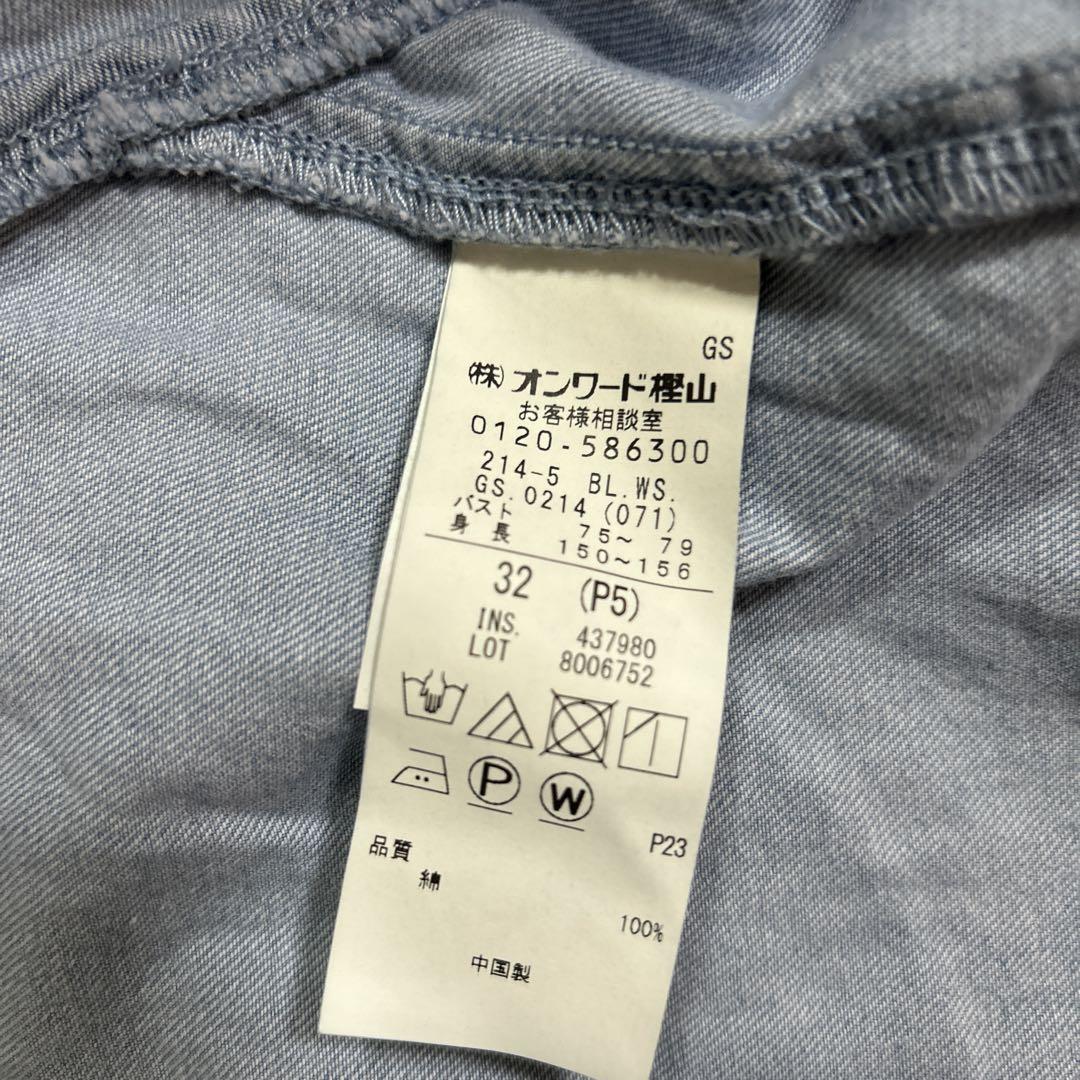 GS
㈱オンワード樫山
お客様相談室
0120-586300
214-5 BL.WS.
GS.0214 (071)
バスト 75～ 79
身長 150～156
32 (P5)
INS. 437980
LOT 8006752
P
W
P23
品質
綿
100%
中国製